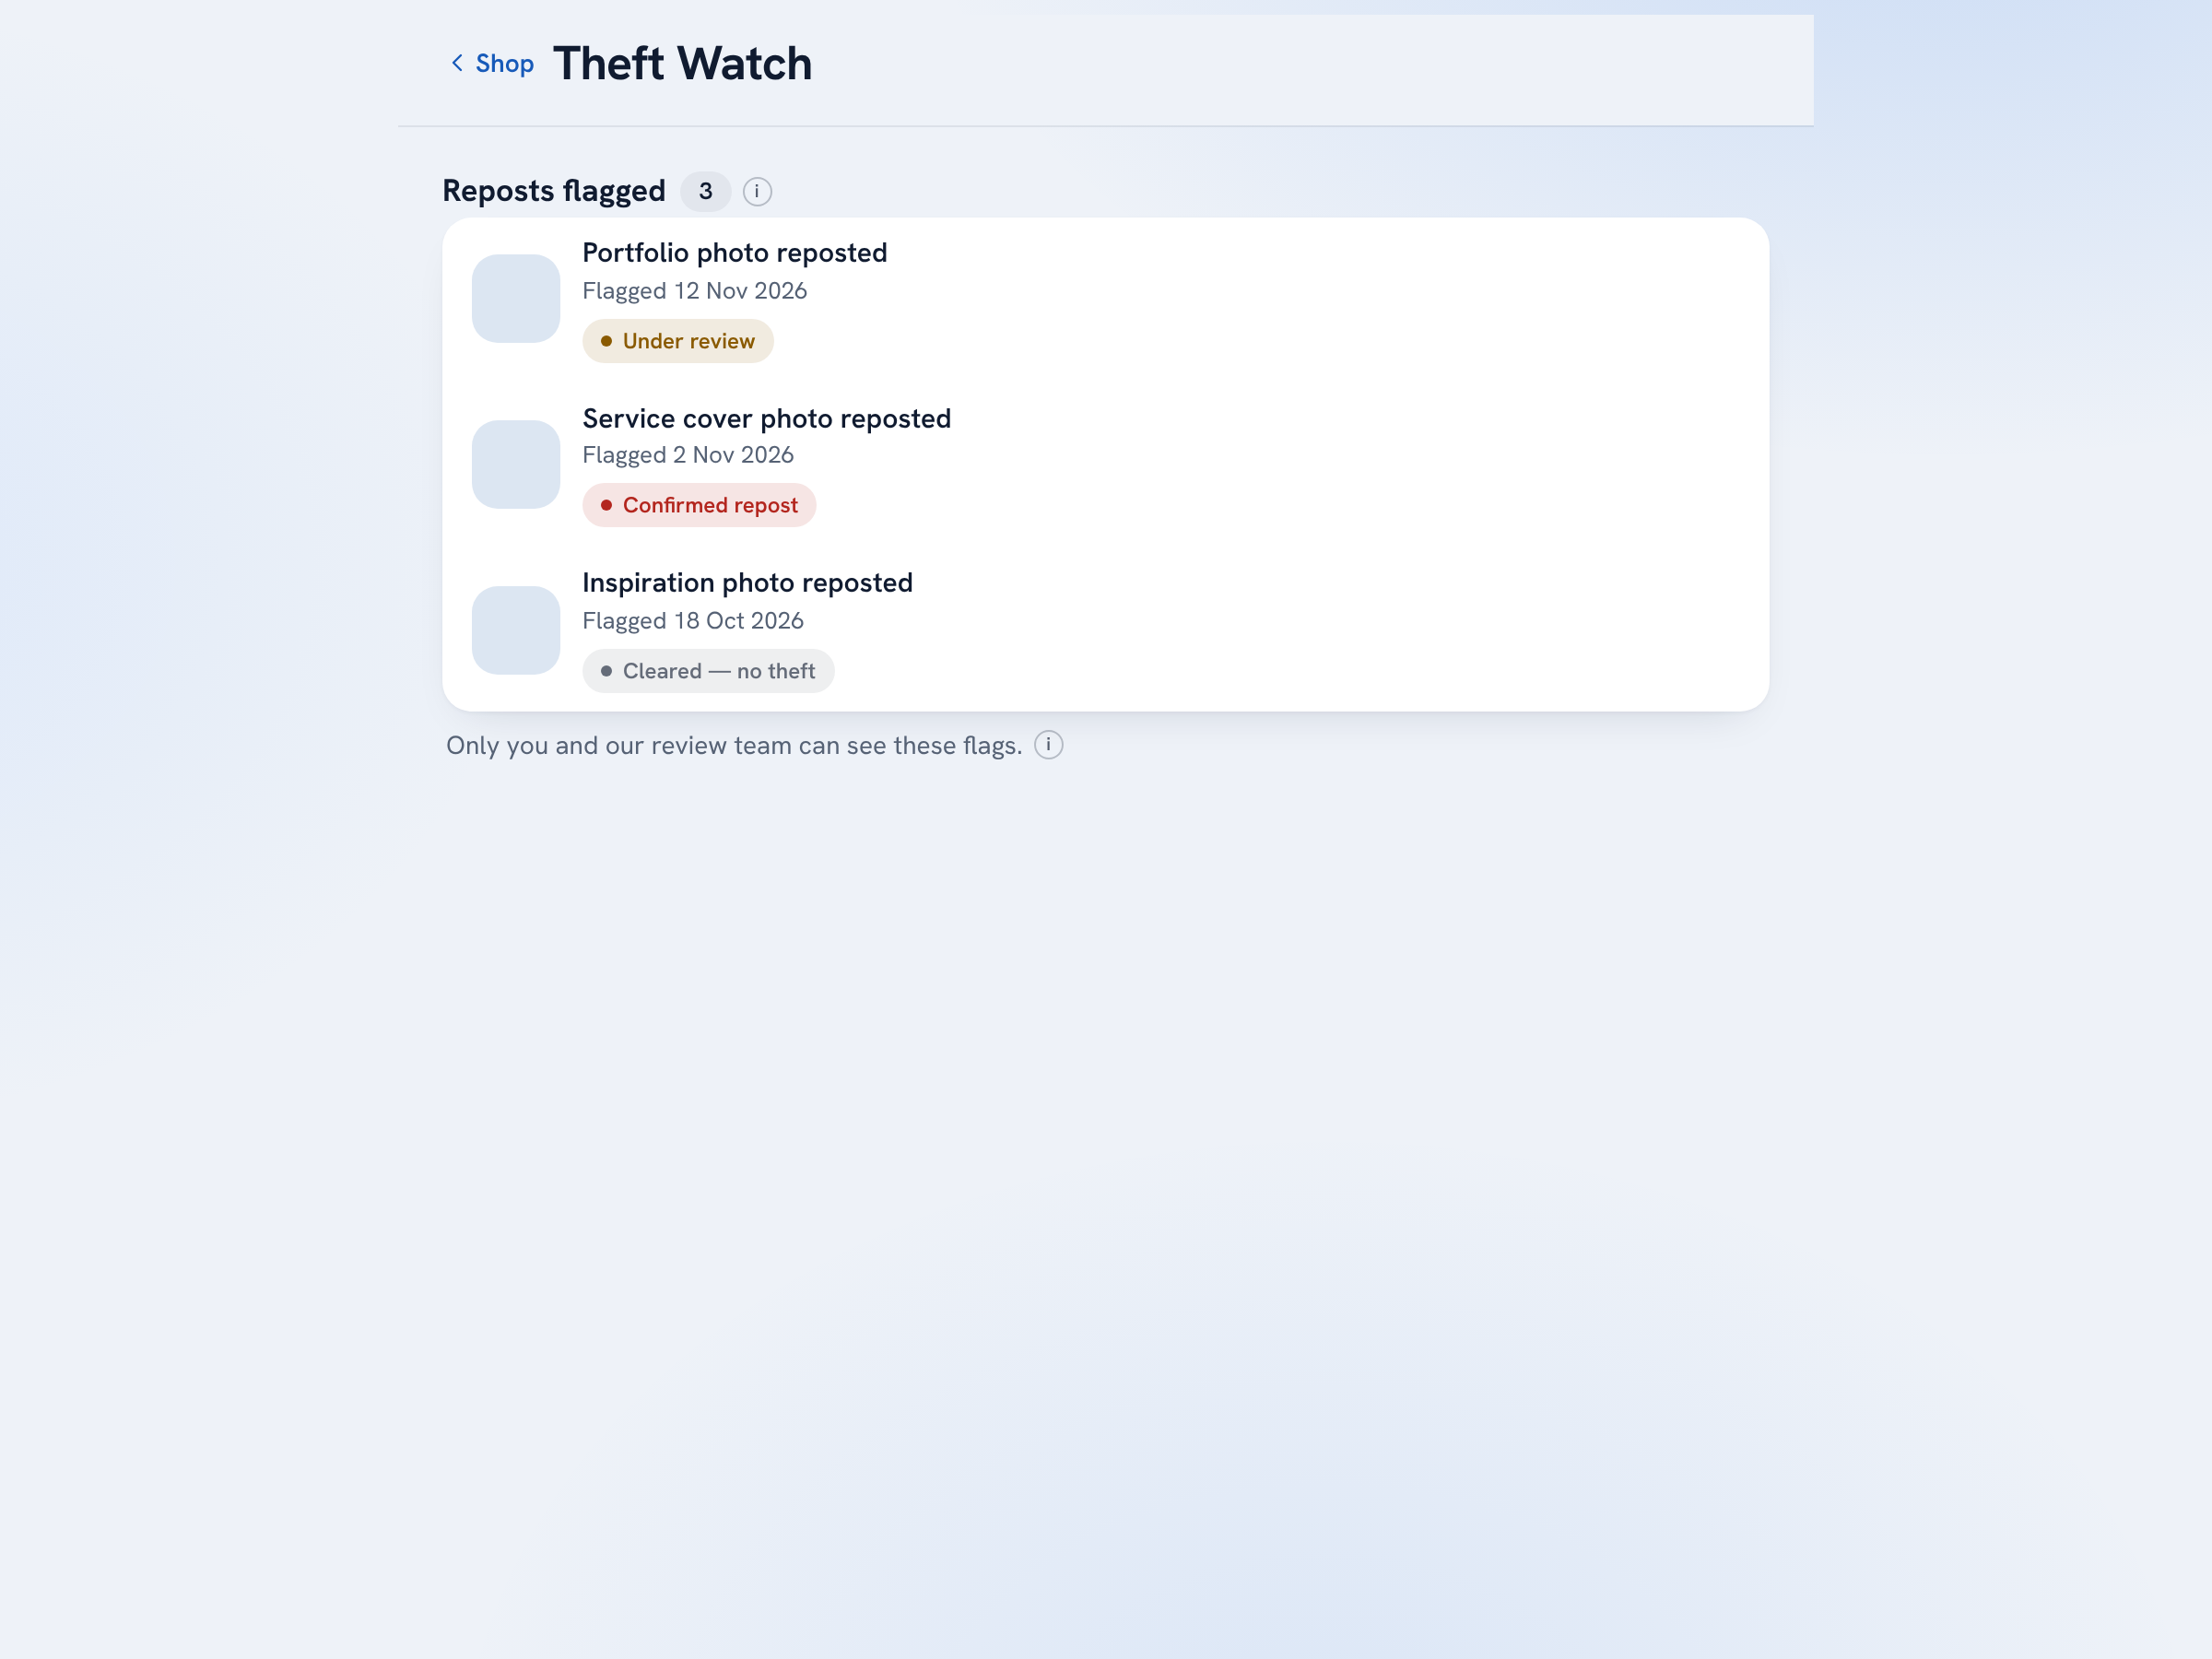 Shop Theft Watch
Reposts flagged 3 i
Portfolio photo reposted
Flagged 12 Nov 2026
Under review
Service cover photo reposted
Flagged 2 Nov 2026
Confirmed repost
Inspiration photo reposted
Flagged 18 Oct 2026
Cleared — no theft
Only you and our review team can see these flags. i